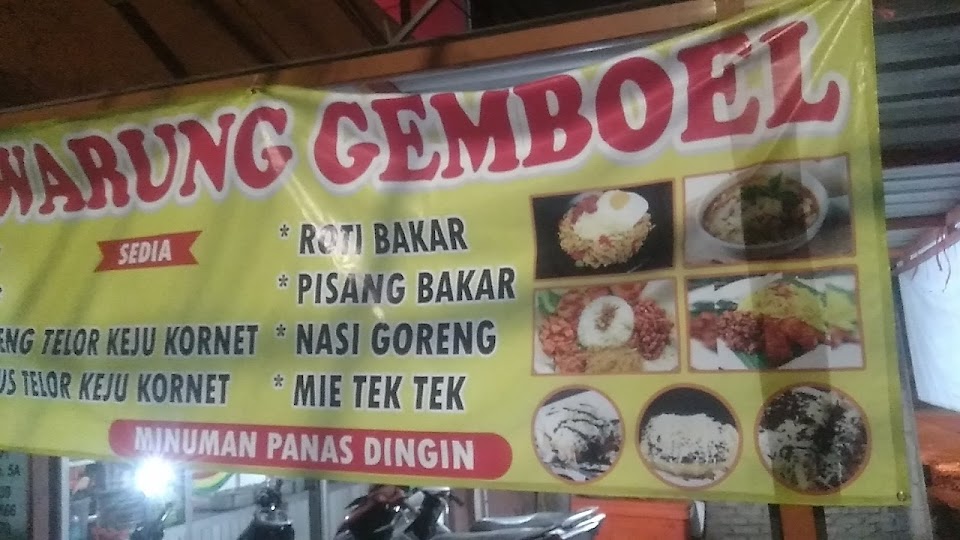 WARUNG GEMBOEL
SEDIA
TELOR KEJU KORNET
TELOR KEJU KORNET
* ROTI BAKAR
* PISANG BAKAR
* NASI GORENG
* MIE TEK TEK
MINUMAN PANAS DINGIN
5A